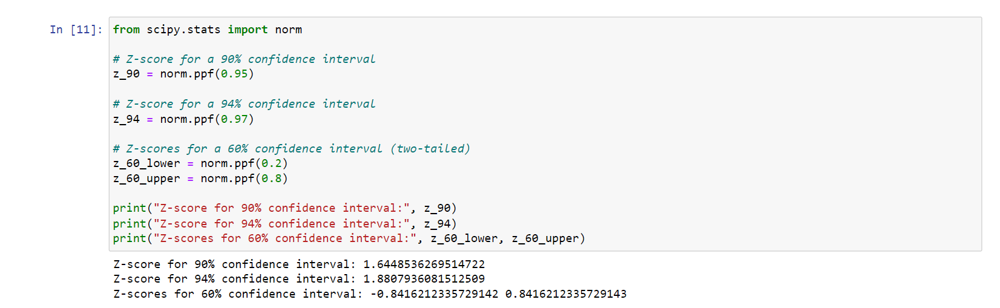 In [11]: from scipy.stats import norm
# Z-score for a 90% confidence interval
z_90 = norm.ppf(0.95)
# Z-score for a 94% confidence interval
z_94 = norm.ppf(0.97)
# Z-scores for a 60% confidence interval (two-tailed)
z_60_lower = norm.ppf(0.2)
z_60_upper = norm.ppf(0.8)
print("Z-score for 90% confidence interval:", z_90)
print("Z-score for 94% confidence interval:", z_94)
print("Z-scores for 60% confidence interval:", z_60_lower, z_60_upper)
Z-score for 90% confidence interval: 1.6448536269514722
Z-score for 94% confidence interval: 1.8807936081512509
Z-scores for 60% confidence interval: -0.8416212335729142 0.8416212335729143